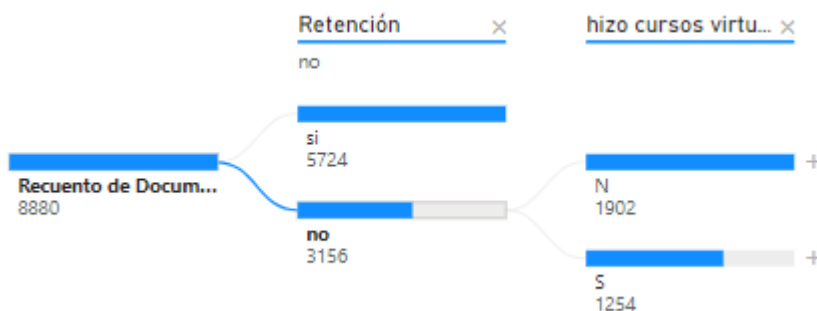 Retención
no
hizo cursos virtu...
si
5724
Recuento de Docum...
8880
no
3156
N
1902
S
1254